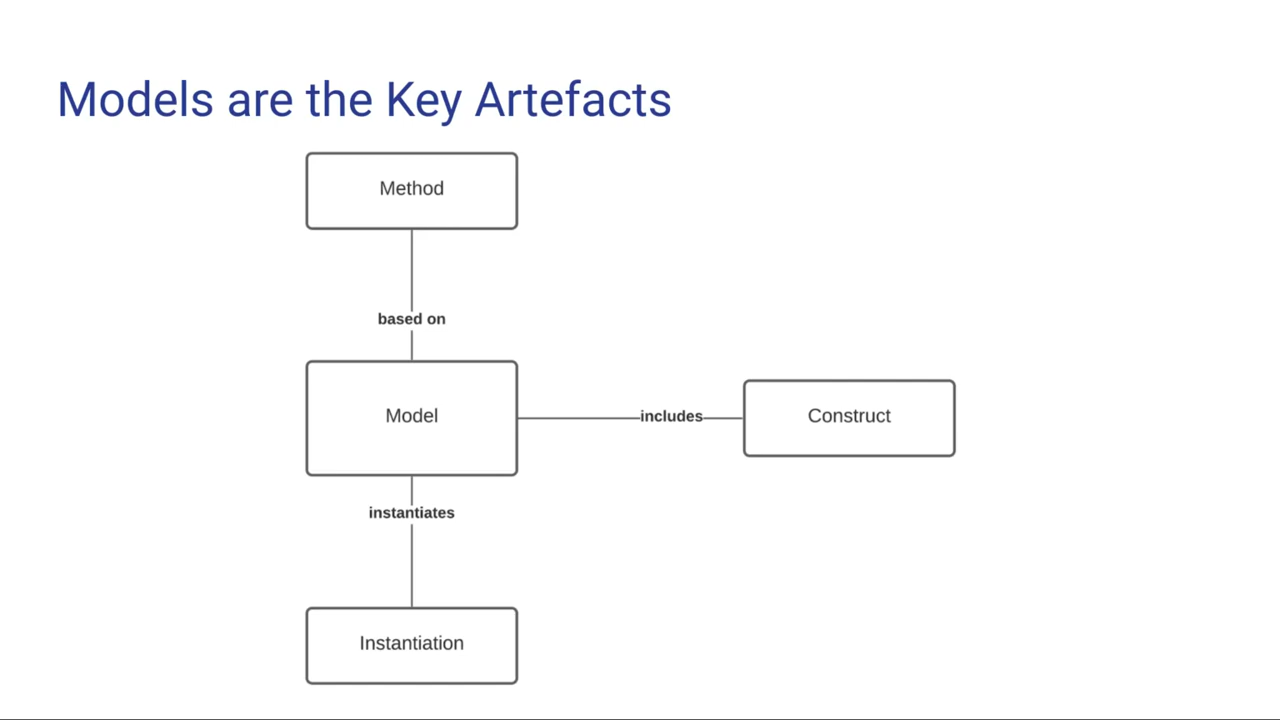 Models are the Key Artefacts
Method
based on
Model
includes
Construct
instantiates
Instantiation